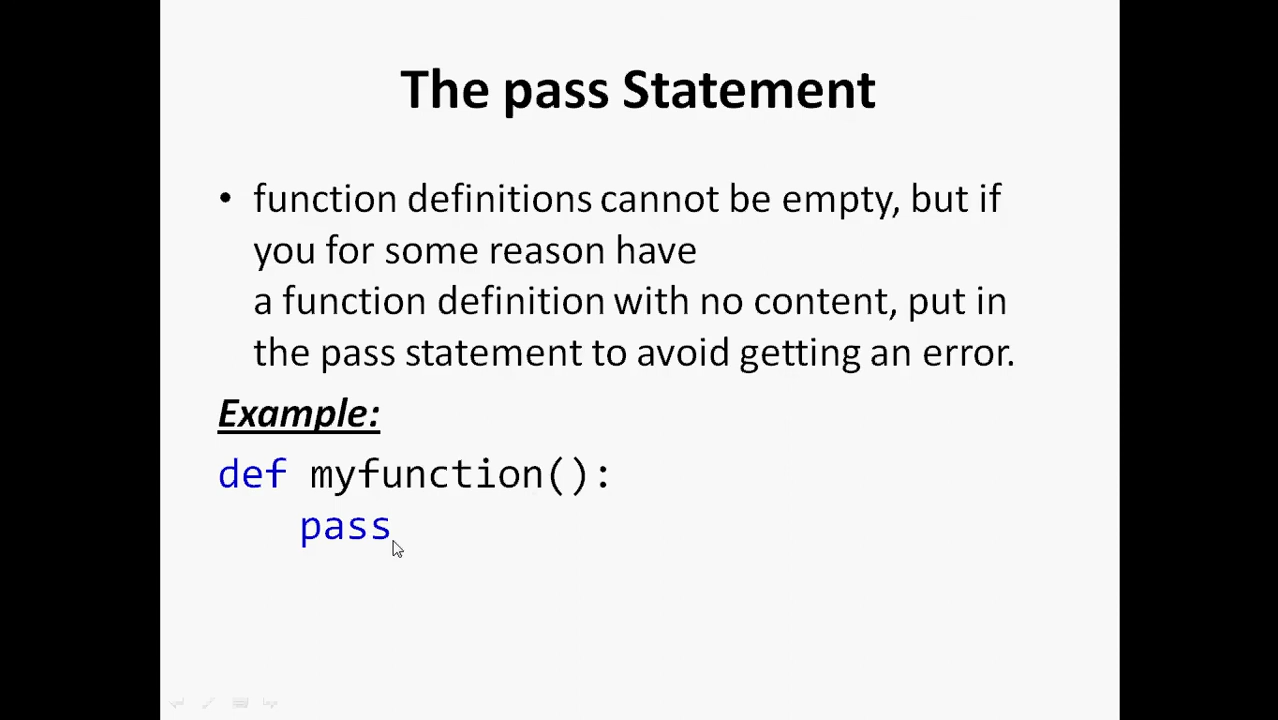 The pass Statement
• function definitions cannot be empty, but if
you for some reason have
a function definition with no content, put in
the pass statement to avoid getting an error.
Example:
def myfunction():
    pass